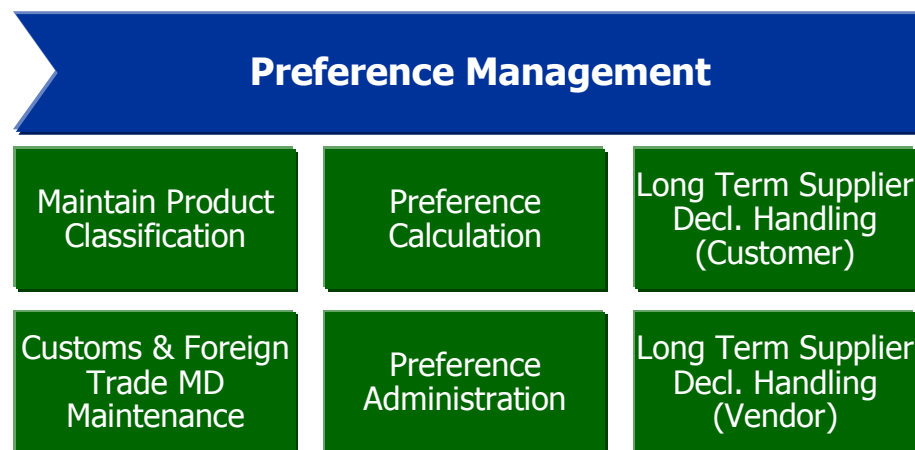 Preference Management
Maintain Product
Classification
Preference
Calculation
Long Term Supplier
Decl. Handling
(Customer)
Customs & Foreign
Trade MD
Maintenance
Preference
Administration
Long Term Supplier
Decl. Handling
(Vendor)